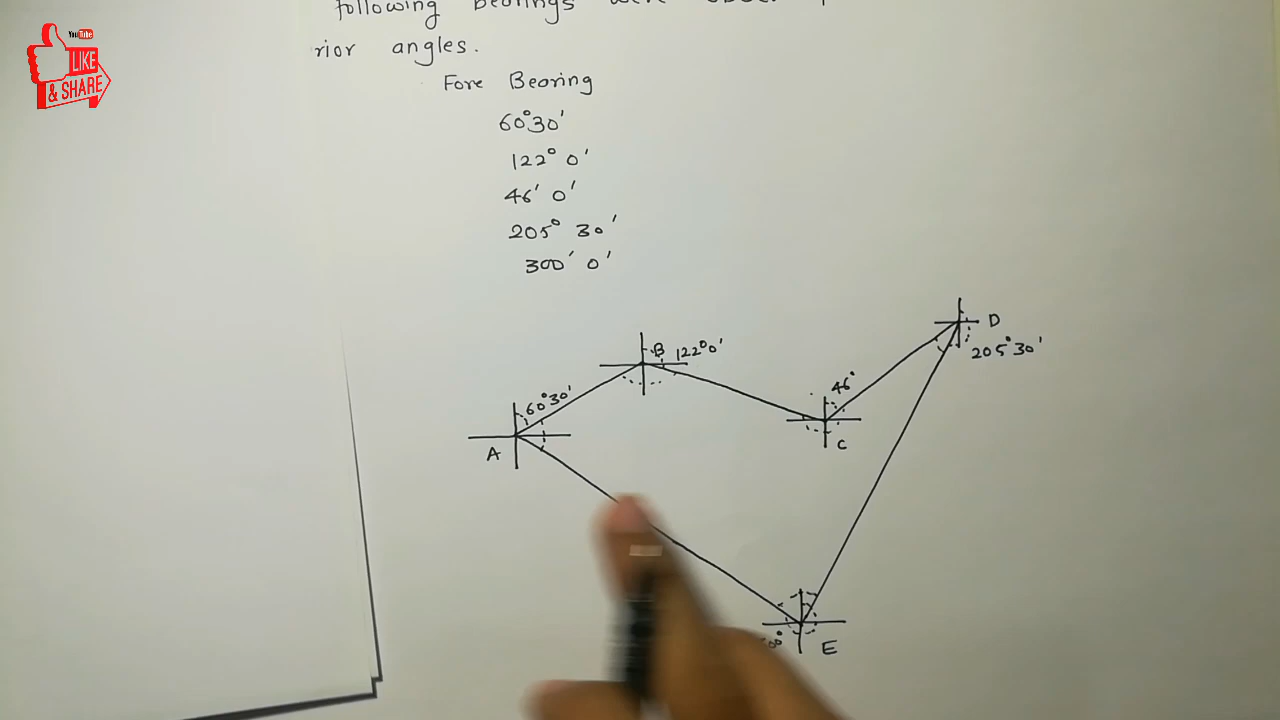 YouTube
LIKE
& SHARE
following bearings were
rior angles.
Fore Bearing
60°30'
122° 0'
46' 0'
205° 30'
300' 0'
D
205°30'
B 122°0'
46°
60°30'
A
C
E